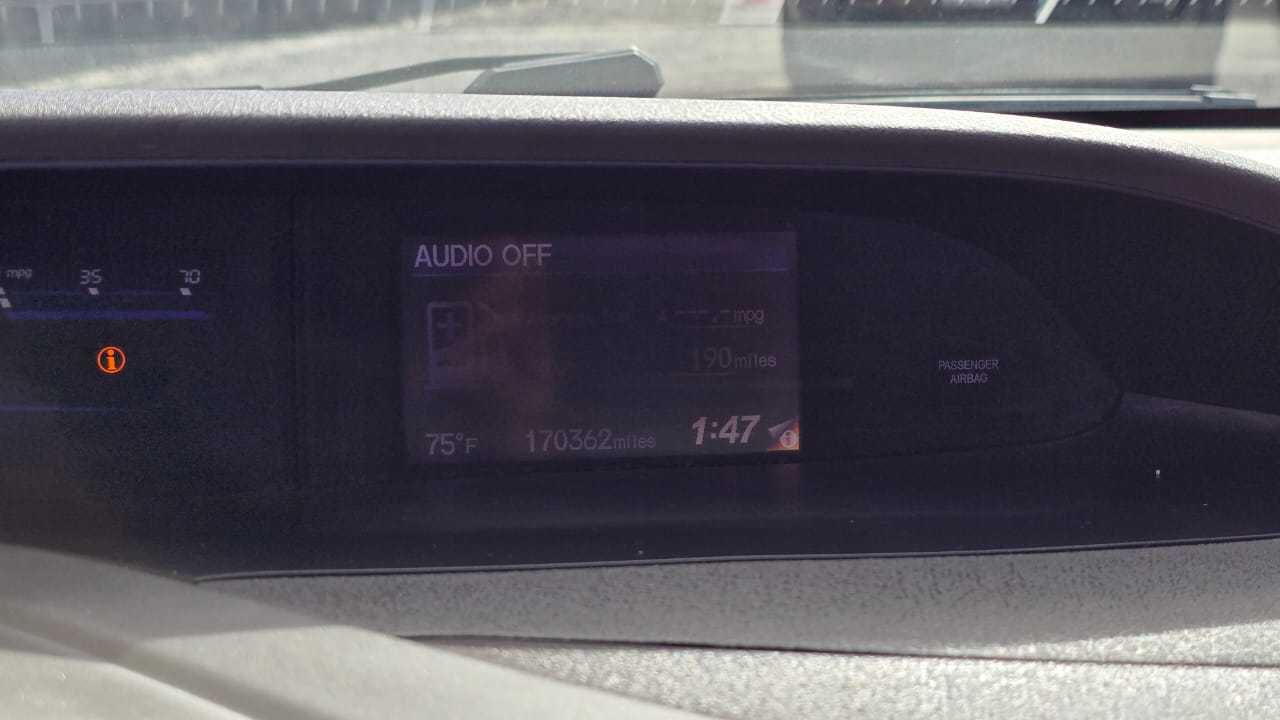 mpg 35 70
AUDIO OFF
---.-mpg
190miles
PASSENGER
AIRBAG
75°F 170362miles 1:47